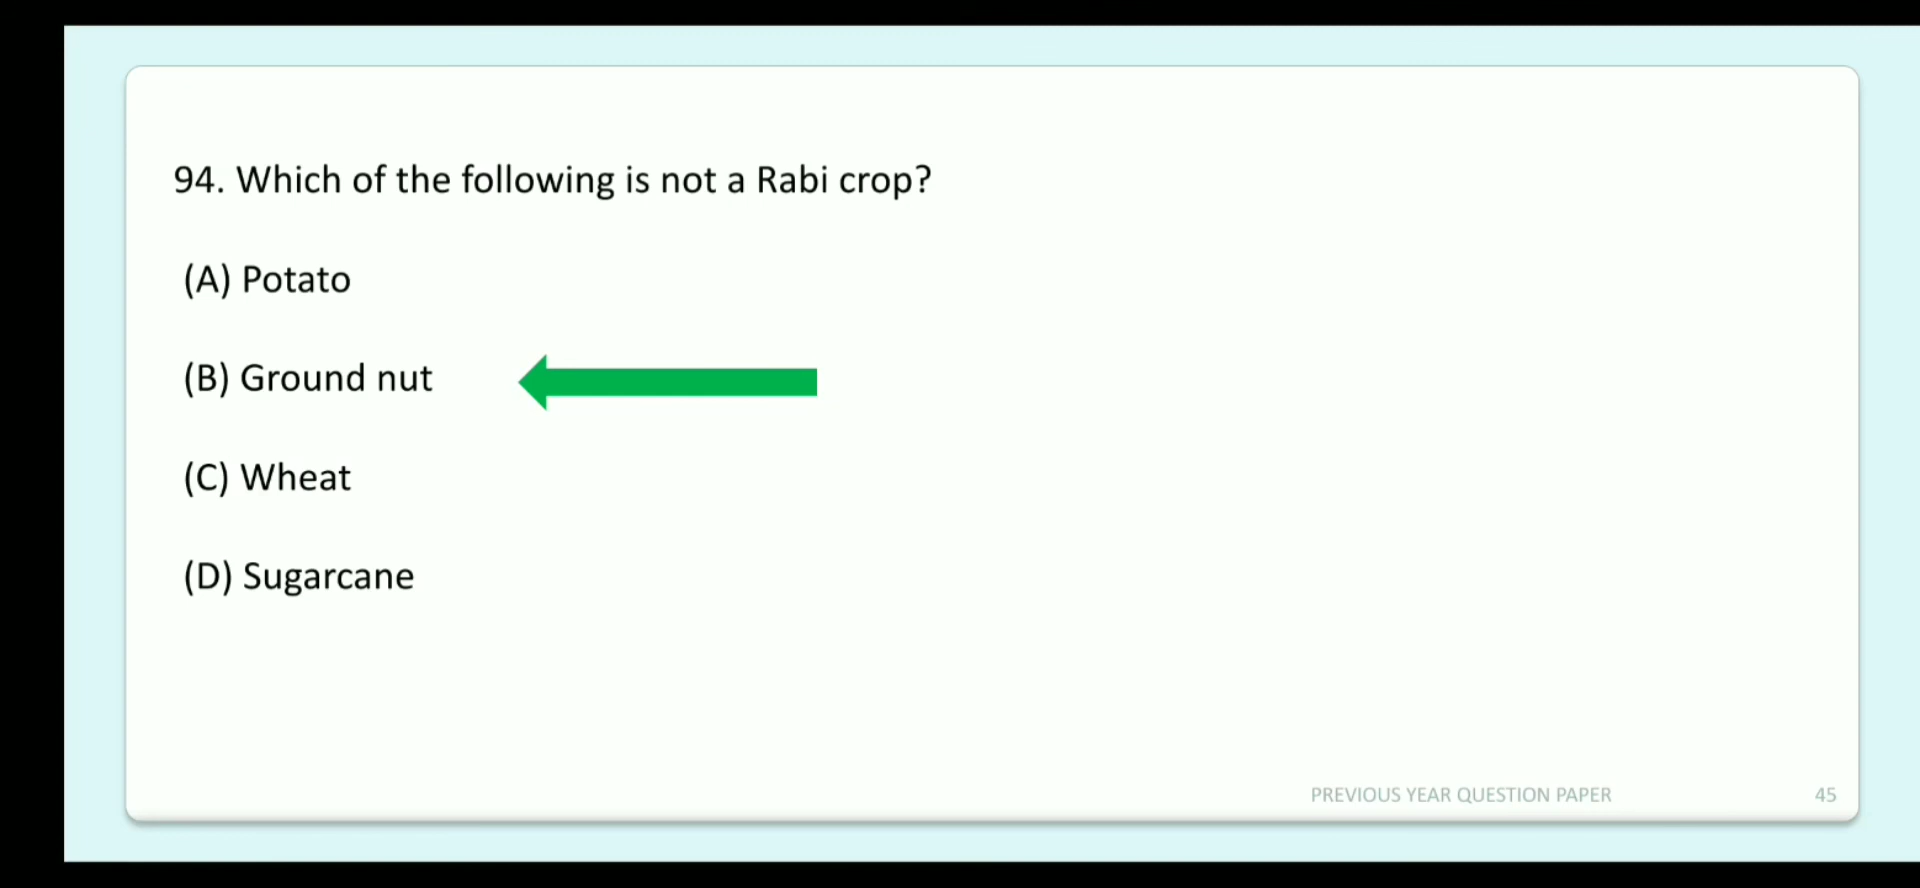 94. Which of the following is not a Rabi crop?
(A) Potato
(B) Ground nut
(C) Wheat
(D) Sugarcane
PREVIOUS YEAR QUESTION PAPER 45